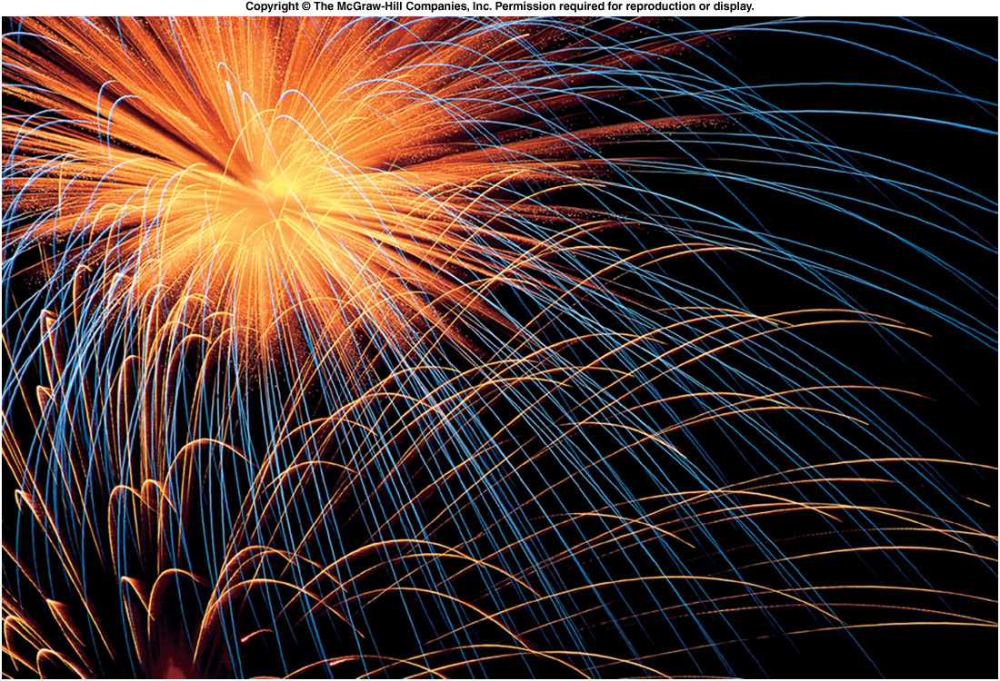 Copyright © The McGraw-Hill Companies, Inc. Permission required for reproduction or display.